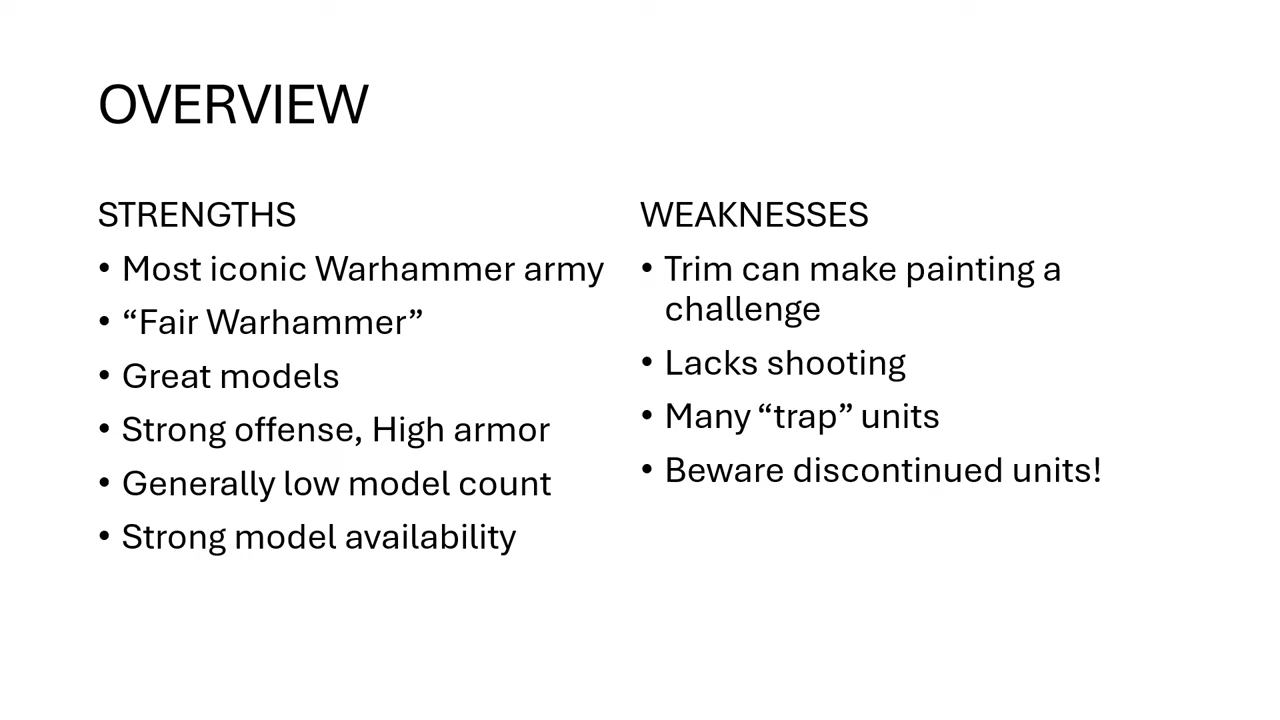 OVERVIEW
STRENGTHS
• Most iconic Warhammer army
• “Fair Warhammer”
• Great models
• Strong offense, High armor
• Generally low model count
• Strong model availability
WEAKNESSES
• Trim can make painting a
challenge
• Lacks shooting
• Many “trap” units
• Beware discontinued units!